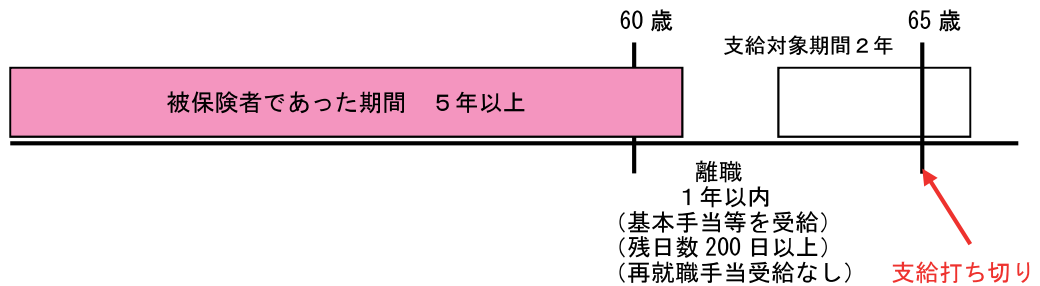 60歳
65歳
支給対象期間２年
被保険者であった期間　５年以上
離職
１年以内
（基本手当等を受給）
（残日数200日以上）
（再就職手当受給なし）
支給打ち切り